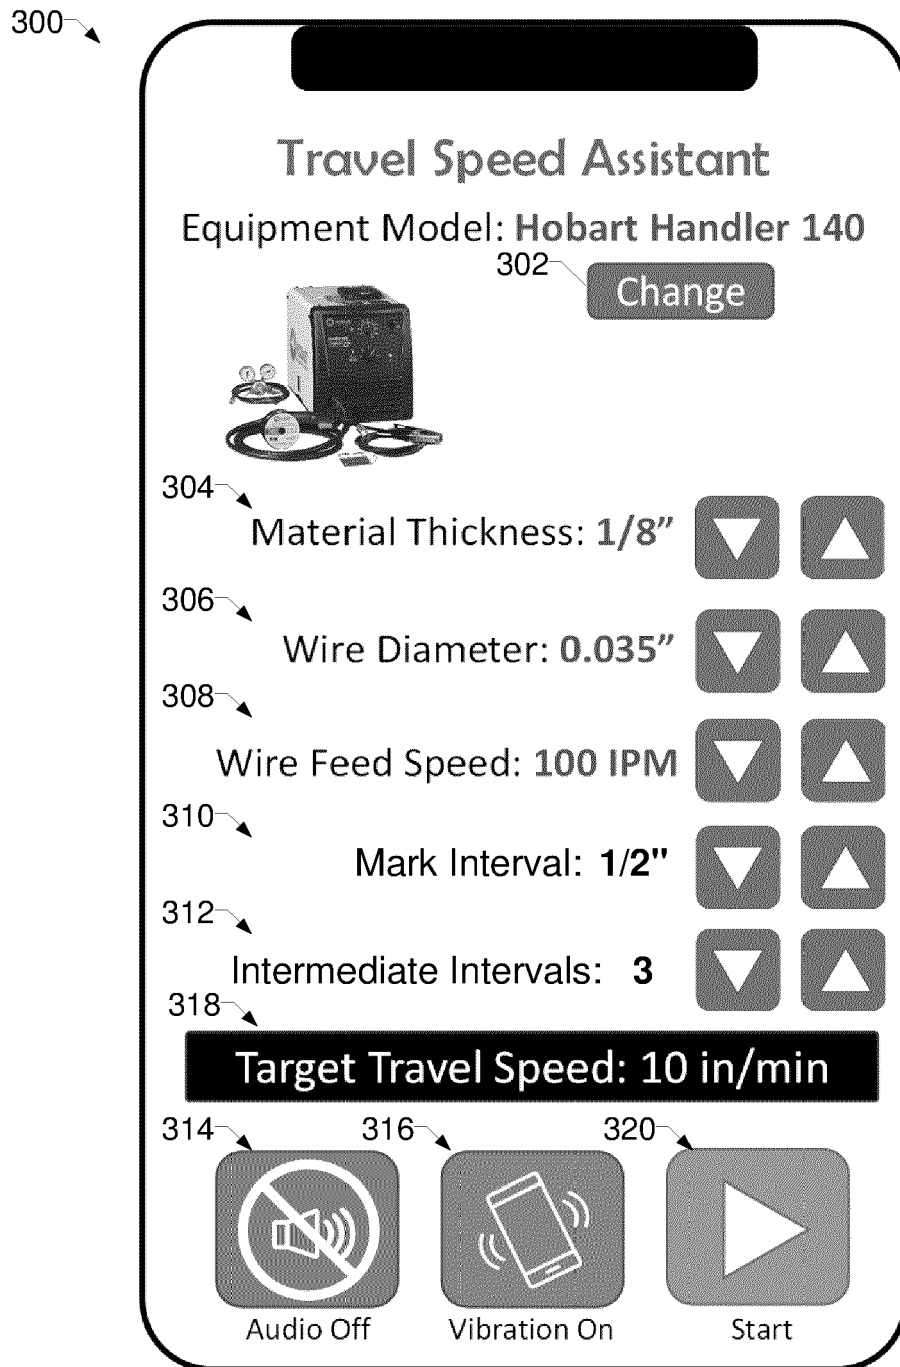 300
Travel Speed Assistant
Equipment Model: Hobart Handler 140
302
Change
304
Material Thickness: 1/8”
306
Wire Diameter: 0.035”
308
Wire Feed Speed: 100 IPM
310
Mark Interval: 1/2"
312
Intermediate Intervals: 3
318
Target Travel Speed: 10 in/min
314 316 320
Audio Off Vibration On Start